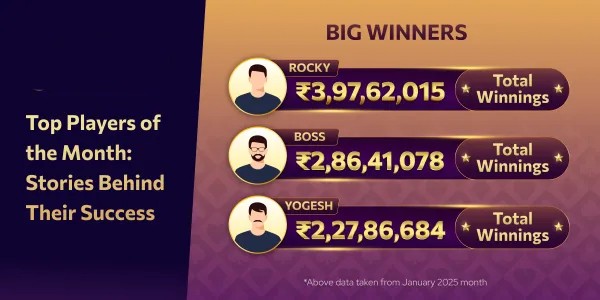 Top Players of
the Month:
Stories Behind
Their Success
BIG WINNERS
ROCKY
₹3,97,62,015
Total
Winnings
BOSS
₹2,86,41,078
Total
Winnings
YOGESH
₹2,27,86,684
Total
Winnings
*Above data taken from January 2025 month